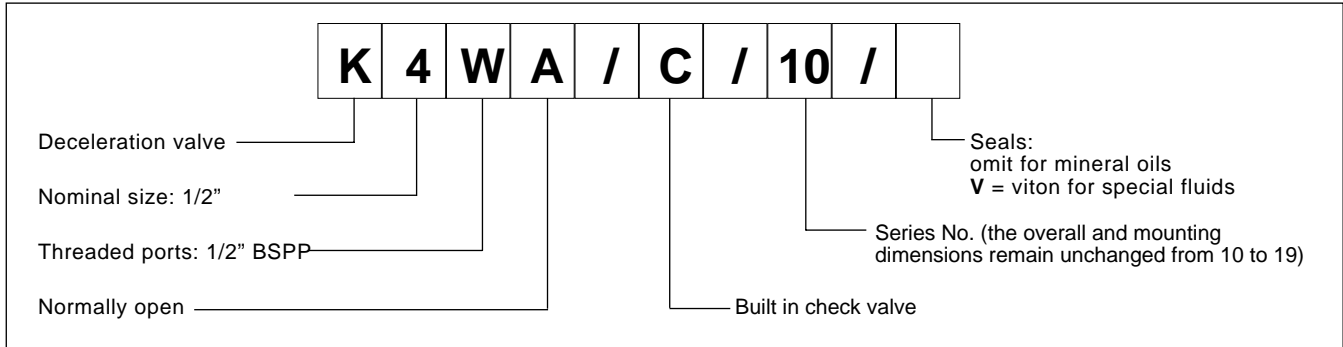 K 4 W A / C / 10 /
Deceleration valve
Nominal size: 1/2”
Threaded ports: 1/2” BSPP
Normally open
Built in check valve
Series No. (the overall and mounting
dimensions remain unchanged from 10 to 19)
Seals:
omit for mineral oils
V = viton for special fluids